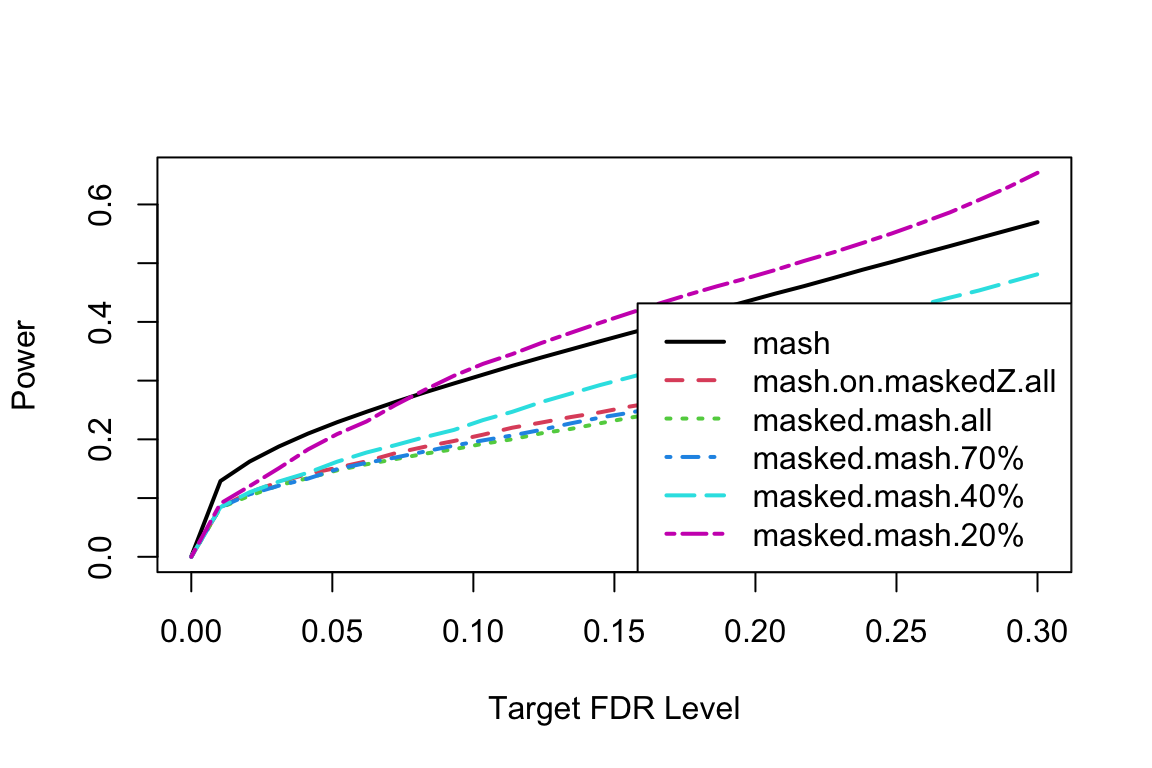 Power
0.6
0.4
0.2
0.0
mash
mash.on.maskedZ.all
masked.mash.all
masked.mash.70%
masked.mash.40%
masked.mash.20%
0.00 0.05 0.10 0.15 0.20 0.25 0.30
Target FDR Level